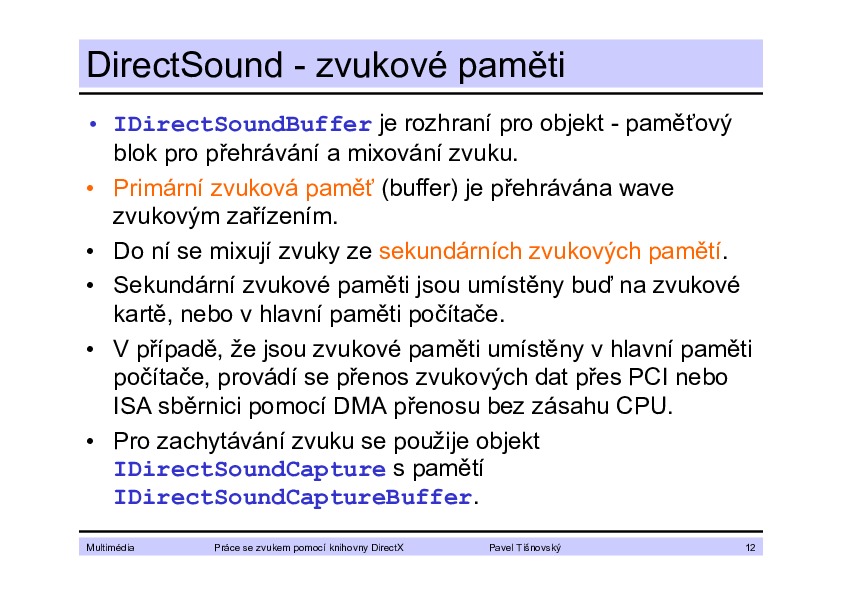 DirectSound - zvukové paměti
• IDirectSoundBuffer je rozhraní pro objekt - paměťový
blok pro přehrávání a mixování zvuku.
• Primární zvuková paměť (buffer) je přehrávána wave
zvukovým zařízením.
• Do ní se mixují zvuky ze sekundárních zvukových pamětí.
• Sekundární zvukové paměti jsou umístěny buď na zvukové
kartě, nebo v hlavní paměti počítače.
• V případě, že jsou zvukové paměti umístěny v hlavní paměti
počítače, provádí se přenos zvukových dat přes PCI nebo
ISA sběrnici pomocí DMA přenosu bez zásahu CPU.
• Pro zachytávání zvuku se použije objekt
IDirectSoundCapture s pamětí
IDirectSoundCaptureBuffer.
Multimédia Práce se zvukem pomocí knihovny DirectX Pavel Tišnovský 12